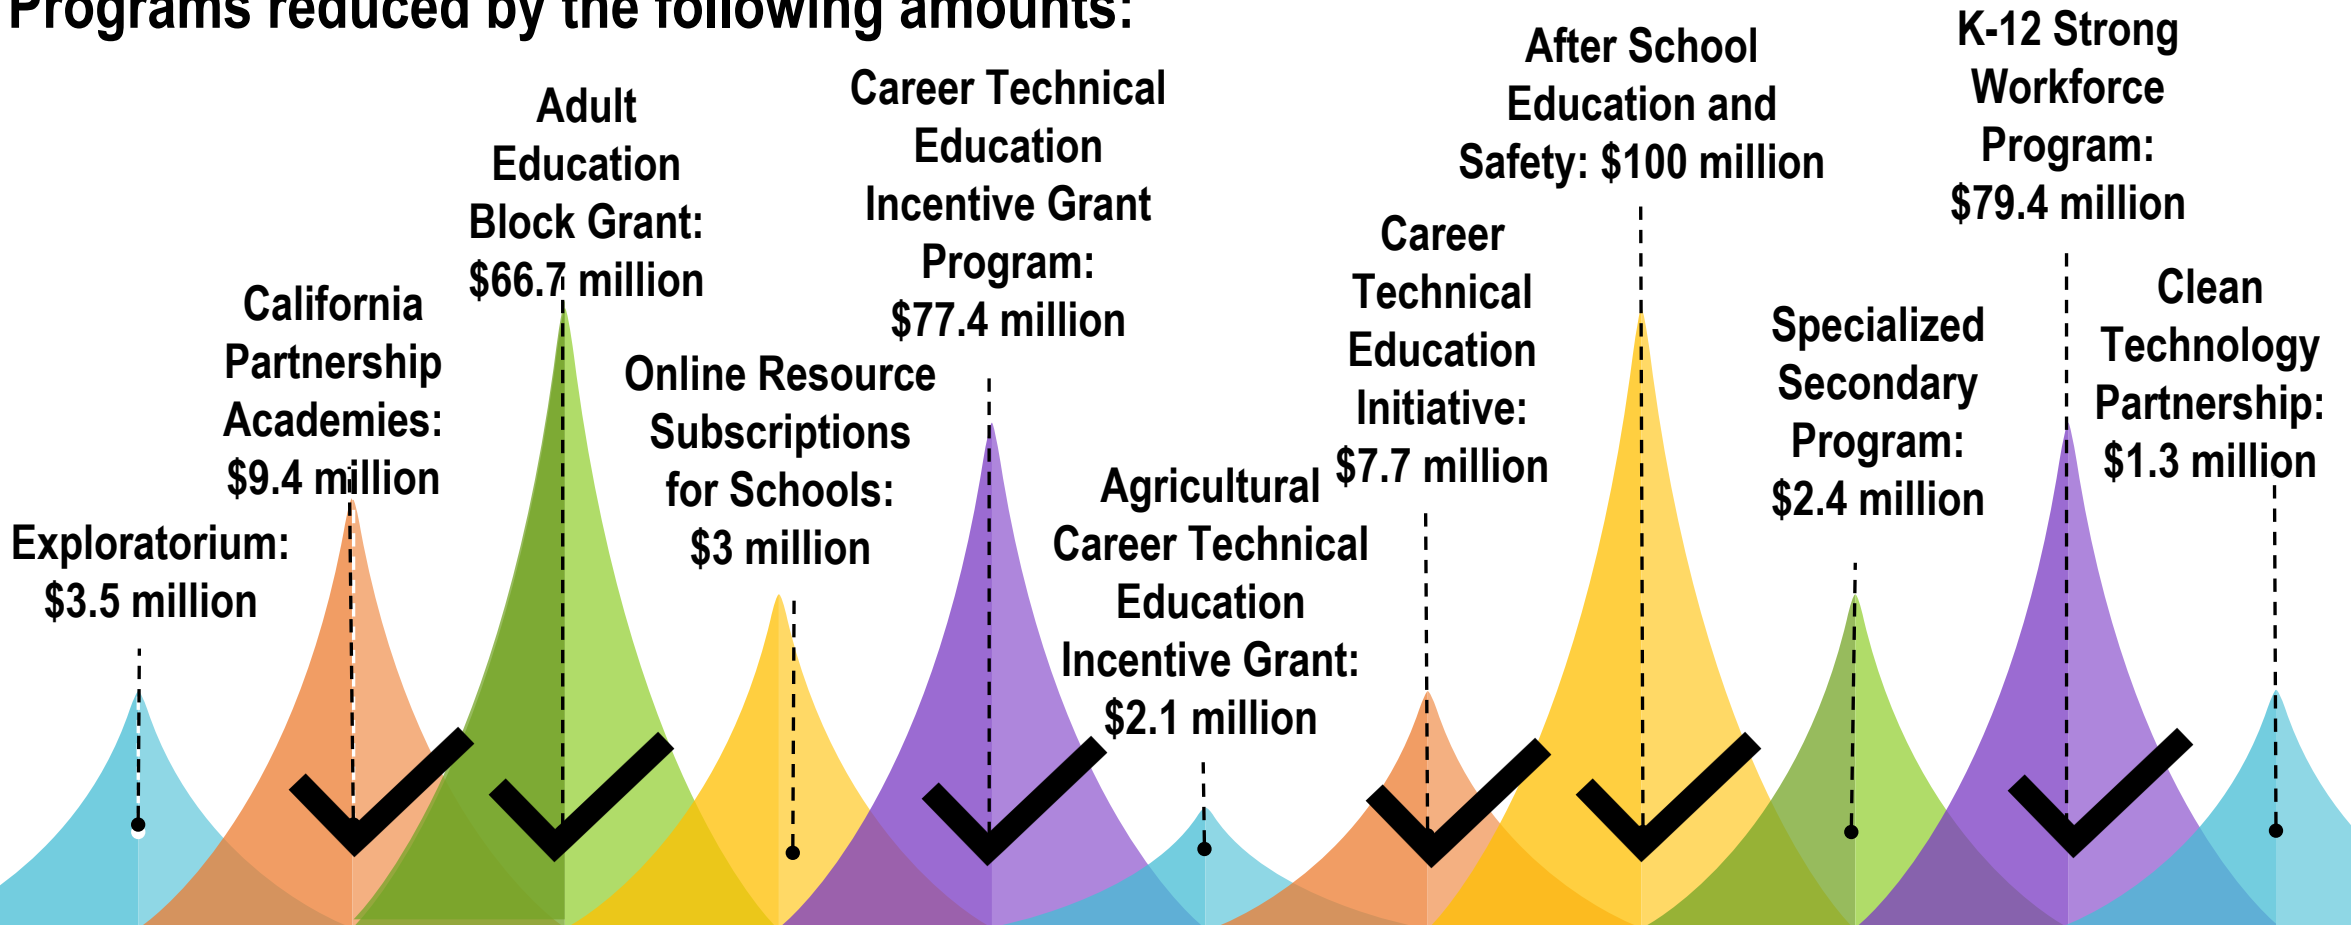 Programs reduced by the following amounts:
Exploratorium:
$3.5 million
California
Partnership
Academies:
$9.4 million
Adult
Education
Block Grant:
$66.7 million
Online Resource
Subscriptions
for Schools:
$3 million
Career Technical
Education
Incentive Grant
Program:
$77.4 million
Agricultural
Career Technical
Education
Incentive Grant:
$2.1 million
Career
Technical
Education
Initiative:
$7.7 million
After School
Education and
Safety: $100 million
Specialized
Secondary
Program:
$2.4 million
K-12 Strong
Workforce
Program:
$79.4 million
Clean
Technology
Partnership:
$1.3 million